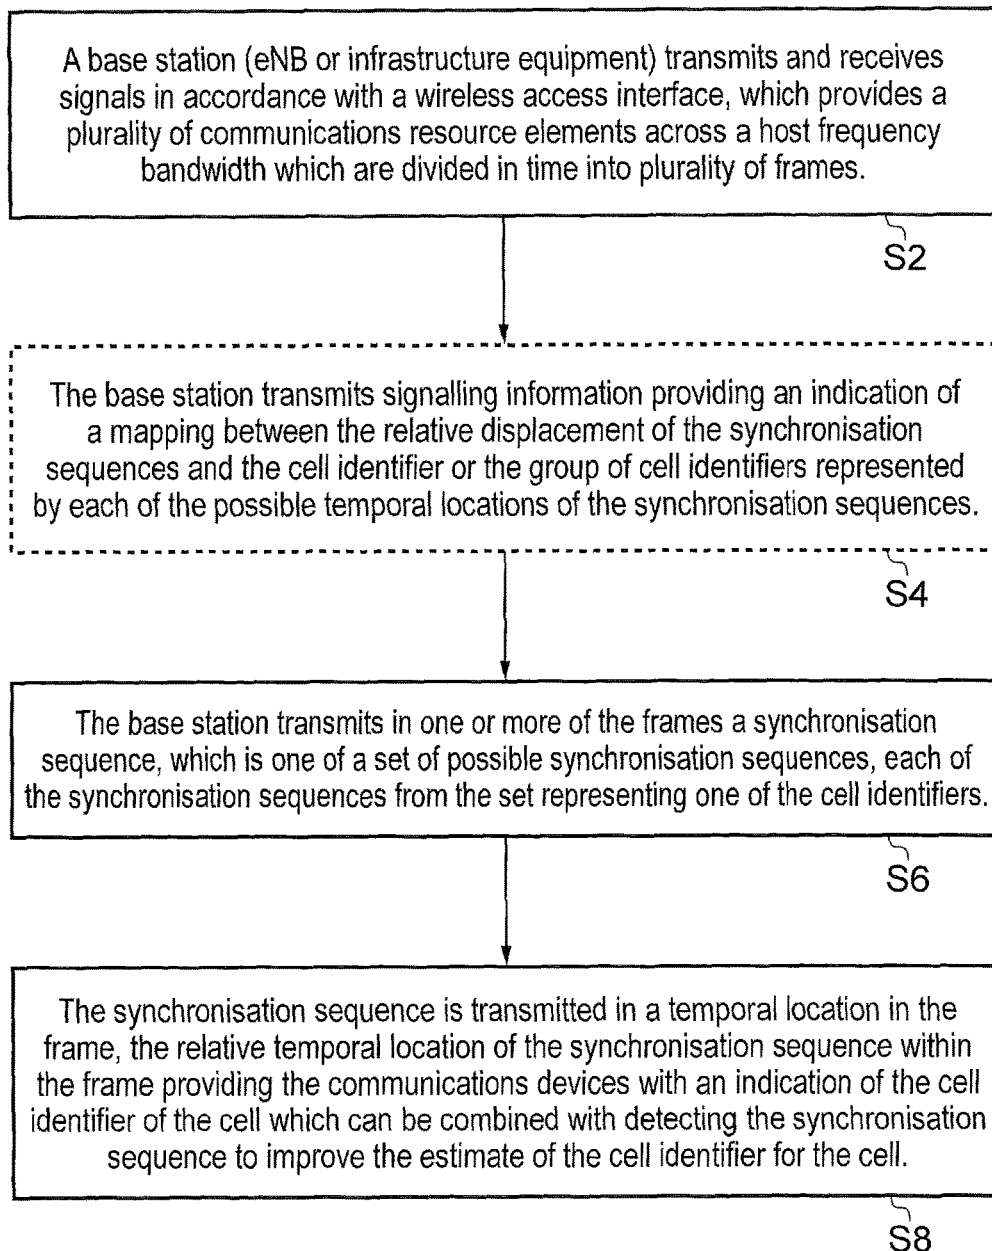 A base station (eNB or infrastructure equipment) transmits and receives
signals in accordance with a wireless access interface, which provides a
plurality of communications resource elements across a host frequency
bandwidth which are divided in time into plurality of frames.
S2
The base station transmits signalling information providing an indication of
a mapping between the relative displacement of the synchronisation
sequences and the cell identifier or the group of cell identifiers represented
by each of the possible temporal locations of the synchronisation sequences.
S4
The base station transmits in one or more of the frames a synchronisation
sequence, which is one of a set of possible synchronisation sequences, each of
the synchronisation sequences from the set representing one of the cell identifiers.
S6
The synchronisation sequence is transmitted in a temporal location in the
frame, the relative temporal location of the synchronisation sequence within
the frame providing the communications devices with an indication of the cell
identifier of the cell which can be combined with detecting the synchronisation
sequence to improve the estimate of the cell identifier for the cell.
S8